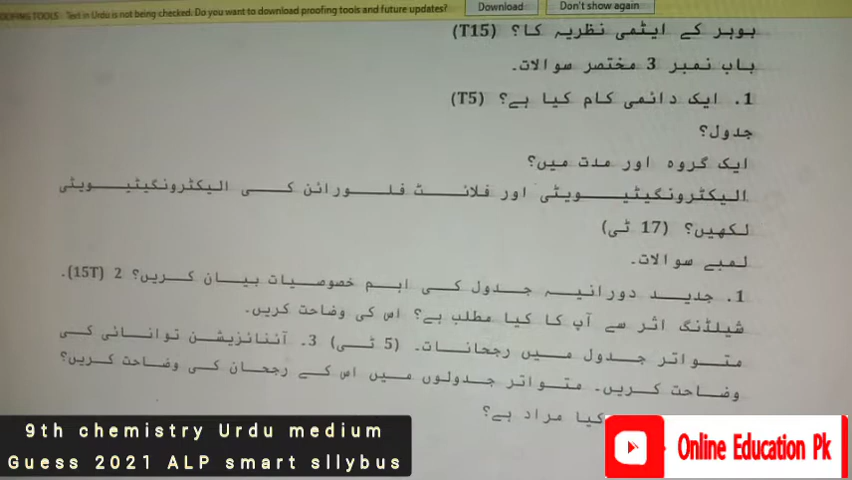 OOFING TOOLS Text in Urdu is not being checked. Do you want to download proofing tools and future updates? Download Don't show again
بوہر کے ایٹمی نظریہ کا؟ (T15)
باب نمبر 3 مختصر سوالات۔
1. ایک دائمی کام کیا ہے؟ (T5)
جدول؟
ایک گروہ اور مدت میں؟
الیکٹرونگیٹیویٹی اور فلائٹ فلورائن کی الیکٹرونگیٹیویٹی
لکھیں؟ (17 ٹی)
لمبے سوالات۔
1. جدید دورانیہ جدول کی اہم خصوصیات بیان کریں؟ 2 (15T)۔
شیلڈنگ اثر سے آپ کا کیا مطلب ہے؟ اس کی وضاحت کریں۔
متواتر جدول میں رجحانات۔ (5 ٹی) 3. آئنائزیشن توانائی کی
وضاحت کریں۔ متواتر جدولوں میں اس کے رجحان کی وضاحت کریں؟
کیا مراد ہے؟
9th chemistry Urdu medium
Guess 2021 ALP smart sllybus
Online Education Pk